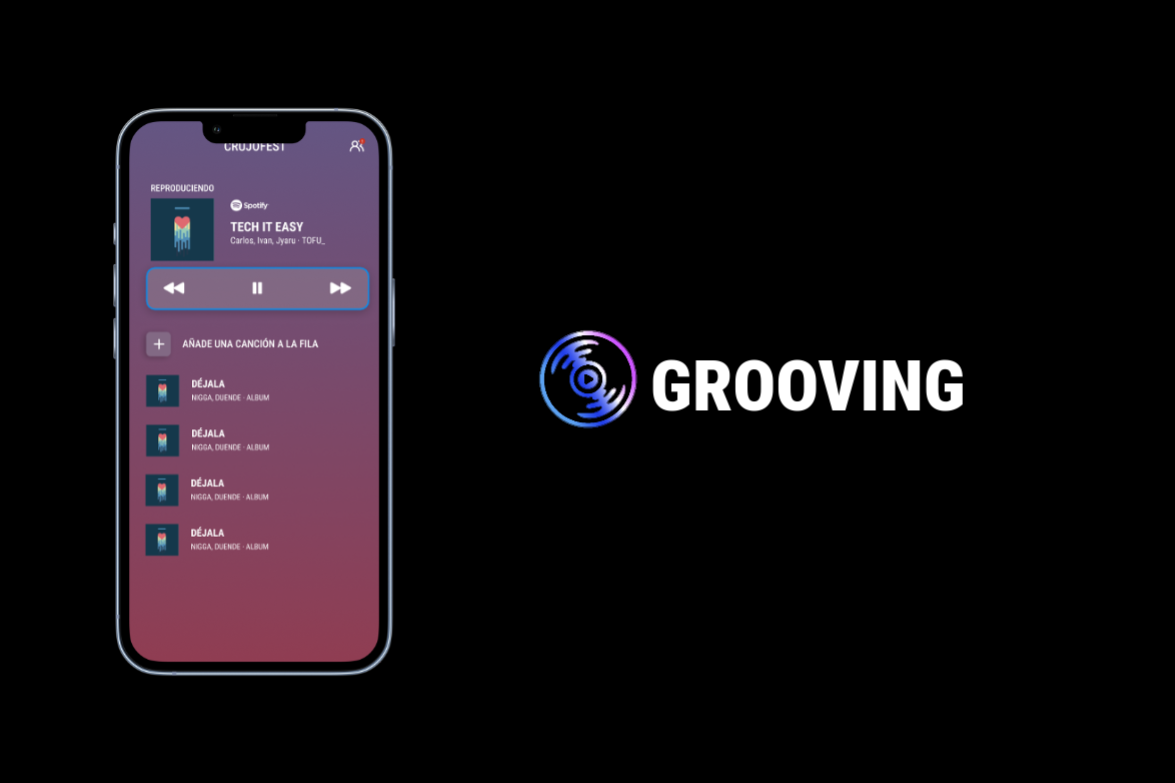 CRUJOFEST
REPRODUCIENDO
Spotify
TECH IT EASY
Carlos, Ivan, Jyaru · TOFU_
AÑADE UNA CANCIÓN A LA FILA
DÉJALA
NIGGA, DUENDE · ALBUM
DÉJALA
NIGGA, DUENDE · ALBUM
DÉJALA
NIGGA, DUENDE · ALBUM
DÉJALA
NIGGA, DUENDE · ALBUM
GROOVING